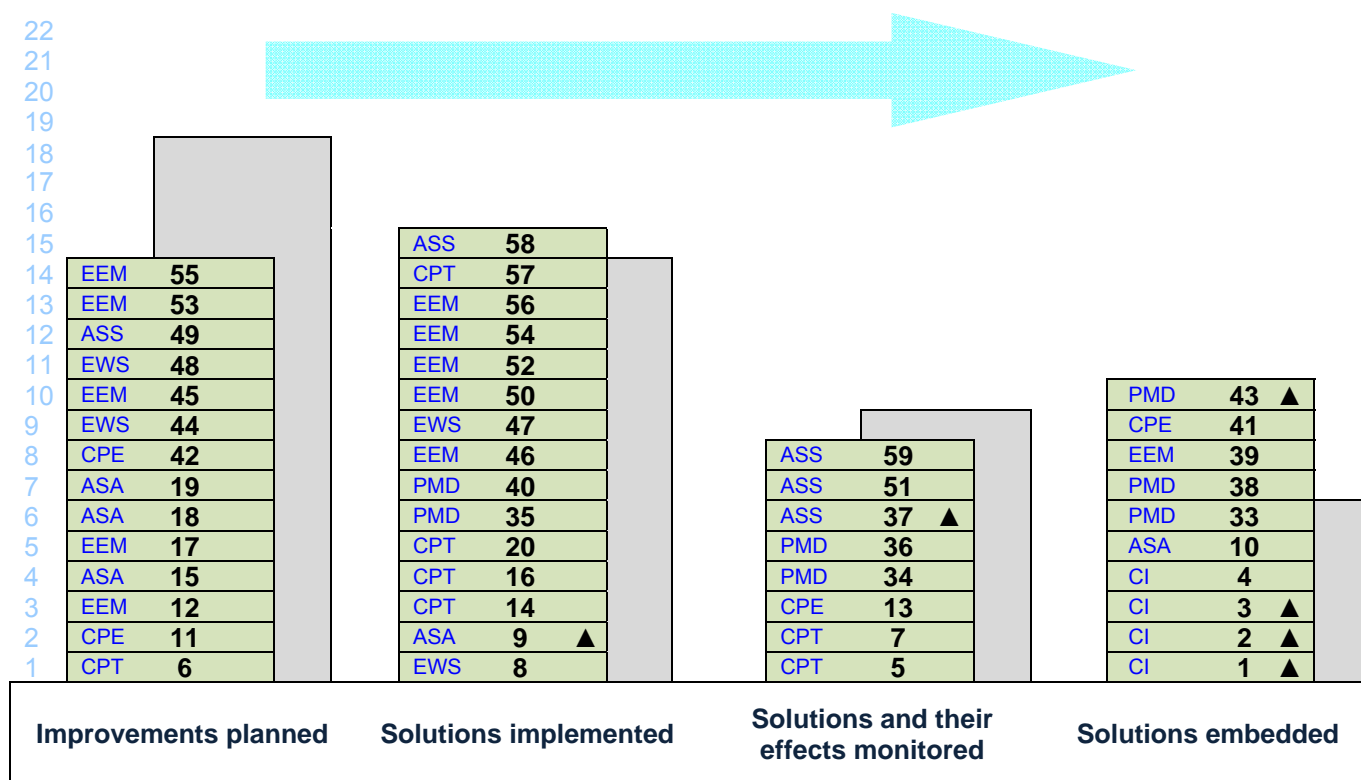 22
21
20
19
18
17
16
15 ASS 58
14 EEM 55 CPT 57
13 EEM 53 EEM 56
12 ASS 49 EEM 54
11 EWS 48 EEM 52
10 EEM 45 EEM 50 PMD 43 ▲
9 EWS 44 EWS 47 CPE 41
8 CPE 42 EEM 46 ASS 59 EEM 39
7 ASA 19 PMD 40 ASS 51 PMD 38
6 ASA 18 PMD 35 ASS 37 ▲ PMD 33
5 EEM 17 CPT 20 PMD 36 ASA 10
4 ASA 15 CPT 16 PMD 34 CI 4
3 EEM 12 CPT 14 CPE 13 CI 3 ▲
2 CPE 11 ASA 9 ▲ CPT 7 CI 2 ▲
1 CPT 6 EWS 8 CPT 5 CI 1 ▲
Improvements planned
Solutions implemented
Solutions and their
effects monitored
Solutions embedded